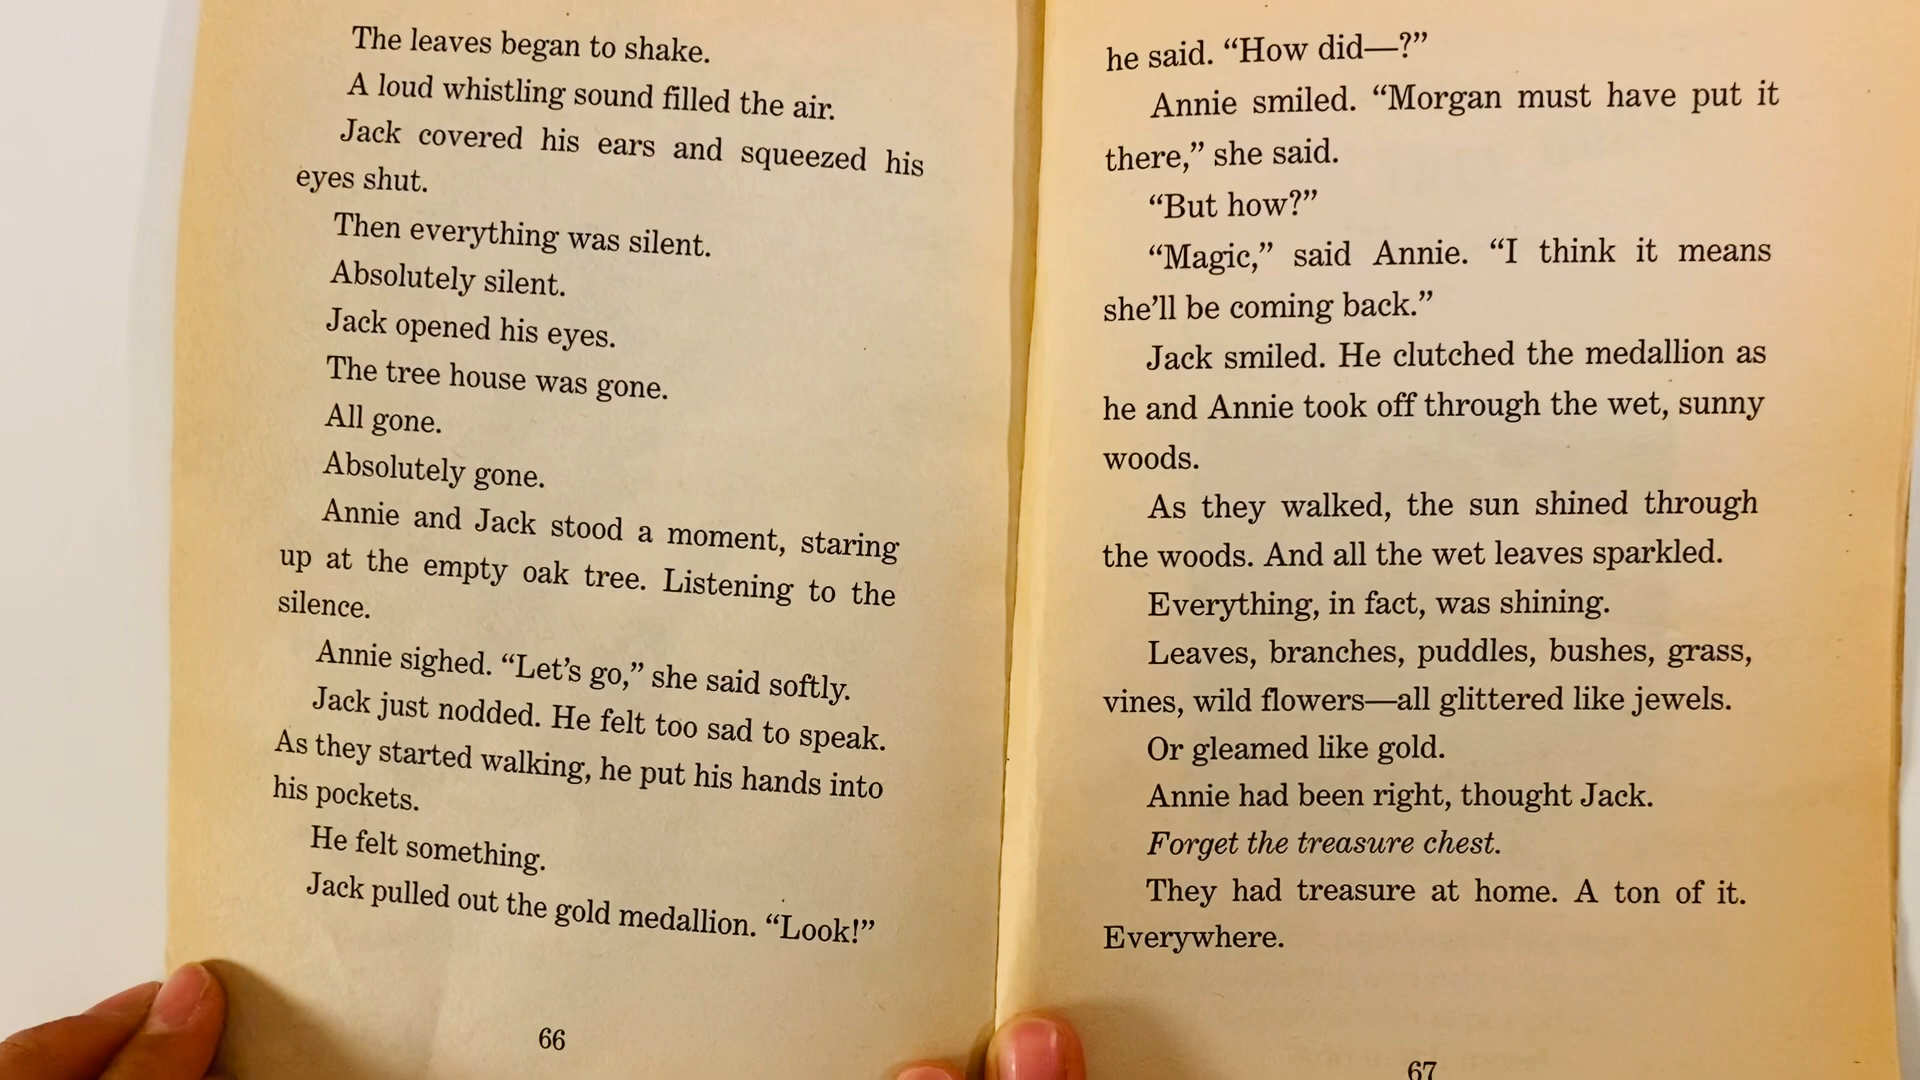 The leaves began to shake.
A loud whistling sound filled the air.
Jack covered his ears and squeezed his
eyes shut.
Then everything was silent.
Absolutely silent.
Jack opened his eyes.
The tree house was gone.
All gone.
Absolutely gone.
Annie and Jack stood a moment, staring
up at the empty oak tree. Listening to the
silence.
Annie sighed. “Let’s go,” she said softly.
Jack just nodded. He felt too sad to speak.
As they started walking, he put his hands into
his pockets.
He felt something.
Jack pulled out the gold medallion. “Look!”
66
he said. “How did—?”
Annie smiled. “Morgan must have put it
there,” she said.
“But how?”
“Magic,” said Annie. “I think it means
she’ll be coming back.”
Jack smiled. He clutched the medallion as
he and Annie took off through the wet, sunny
woods.
As they walked, the sun shined through
the woods. And all the wet leaves sparkled.
Everything, in fact, was shining.
Leaves, branches, puddles, bushes, grass,
vines, wild flowers—all glittered like jewels.
Or gleamed like gold.
Annie had been right, thought Jack.
Forget the treasure chest.
They had treasure at home. A ton of it.
Everywhere.
67